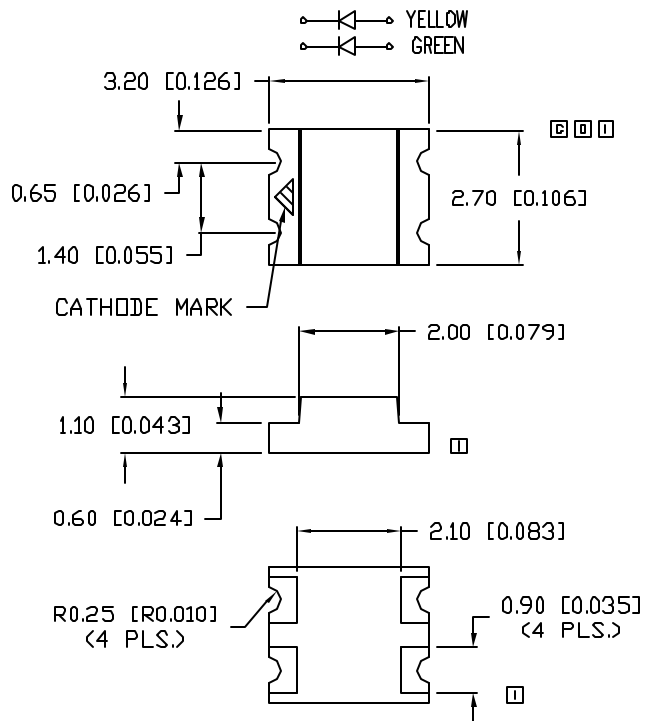 YELLOW
GREEN
3.20 [0.126]
C O I
0.65 [0.026]
2.70 [0.106]
1.40 [0.055]
CATHODE MARK
2.00 [0.079]
1.10 [0.043]
I
0.60 [0.024]
2.10 [0.083]
R0.25 [R0.010]
(4 PLS.)
0.90 [0.035]
(4 PLS.)
I